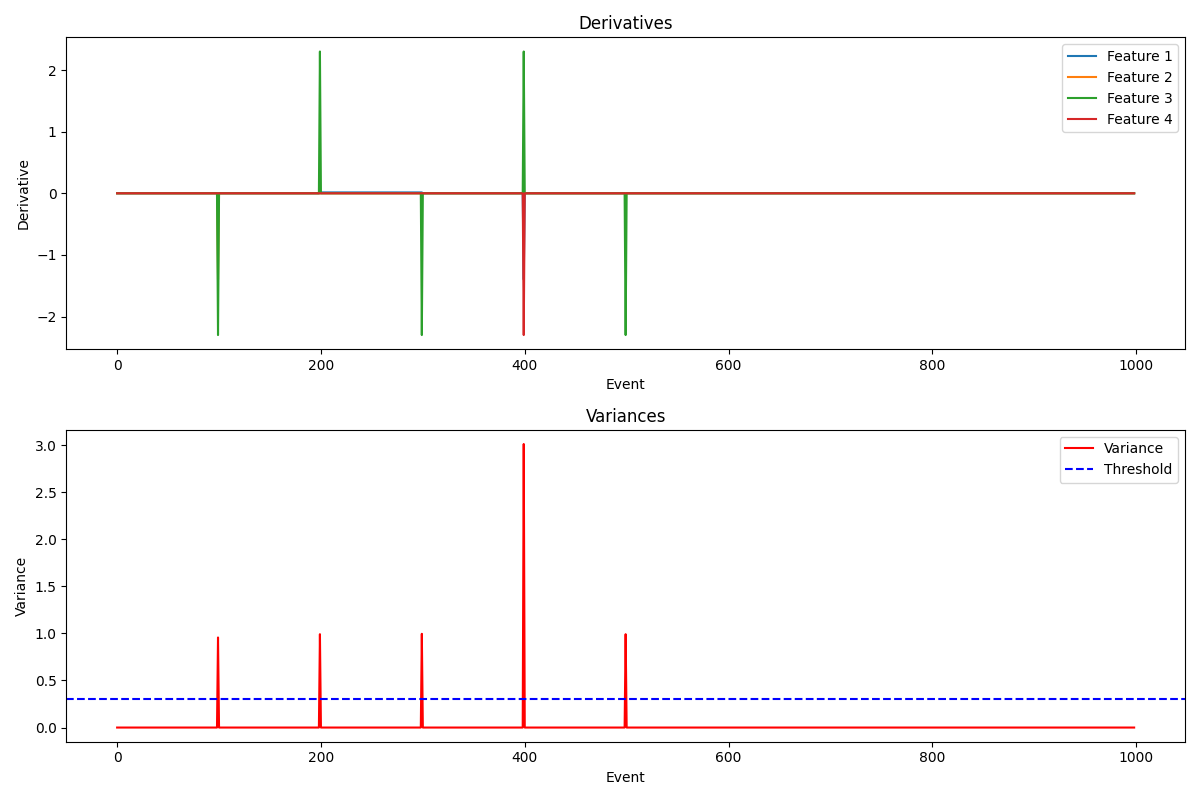 Derivatives
Derivative
2
1
0
−1
−2
Feature 1
Feature 2
Feature 3
Feature 4
0
200
400
600
800
1000
Event
Variances
Variance
3.0
2.5
2.0
1.5
1.0
0.5
0.0
Variance
Threshold
0
200
400
600
800
1000
Event